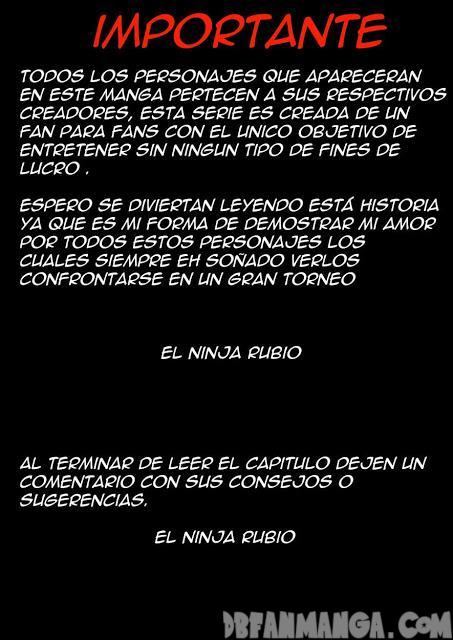 IMPORTANTE
TODOS LOS PERSONAJES QUE APARECERAN
EN ESTE MANGA PERTECEN A SUS RESPECTIVOS
CREADORES, ESTA SERIE ES CREADA DE UN
FAN PARA FANS CON EL UNICO OBJETIVO DE
ENTRETENER SIN NINGUN TIPO DE FINES DE
LUCRO .
ESPERO SE DIVIERTAN LEYENDO ESTÁ HISTORIA
YA QUE ES MI FORMA DE DEMOSTRAR MI AMOR
POR TODOS ESTOS PERSONAJES LOS
CUALES SIEMPRE EH SOÑADO VERLOS
CONFRONTARSE EN UN GRAN TORNEO
EL NINJA RUBIO
AL TERMINAR DE LEER EL CAPITULO DEJEN UN
COMENTARIO CON SUS CONSEJOS O
SUGERENCIAS.
EL NINJA RUBIO
DBFANMANGA.COM